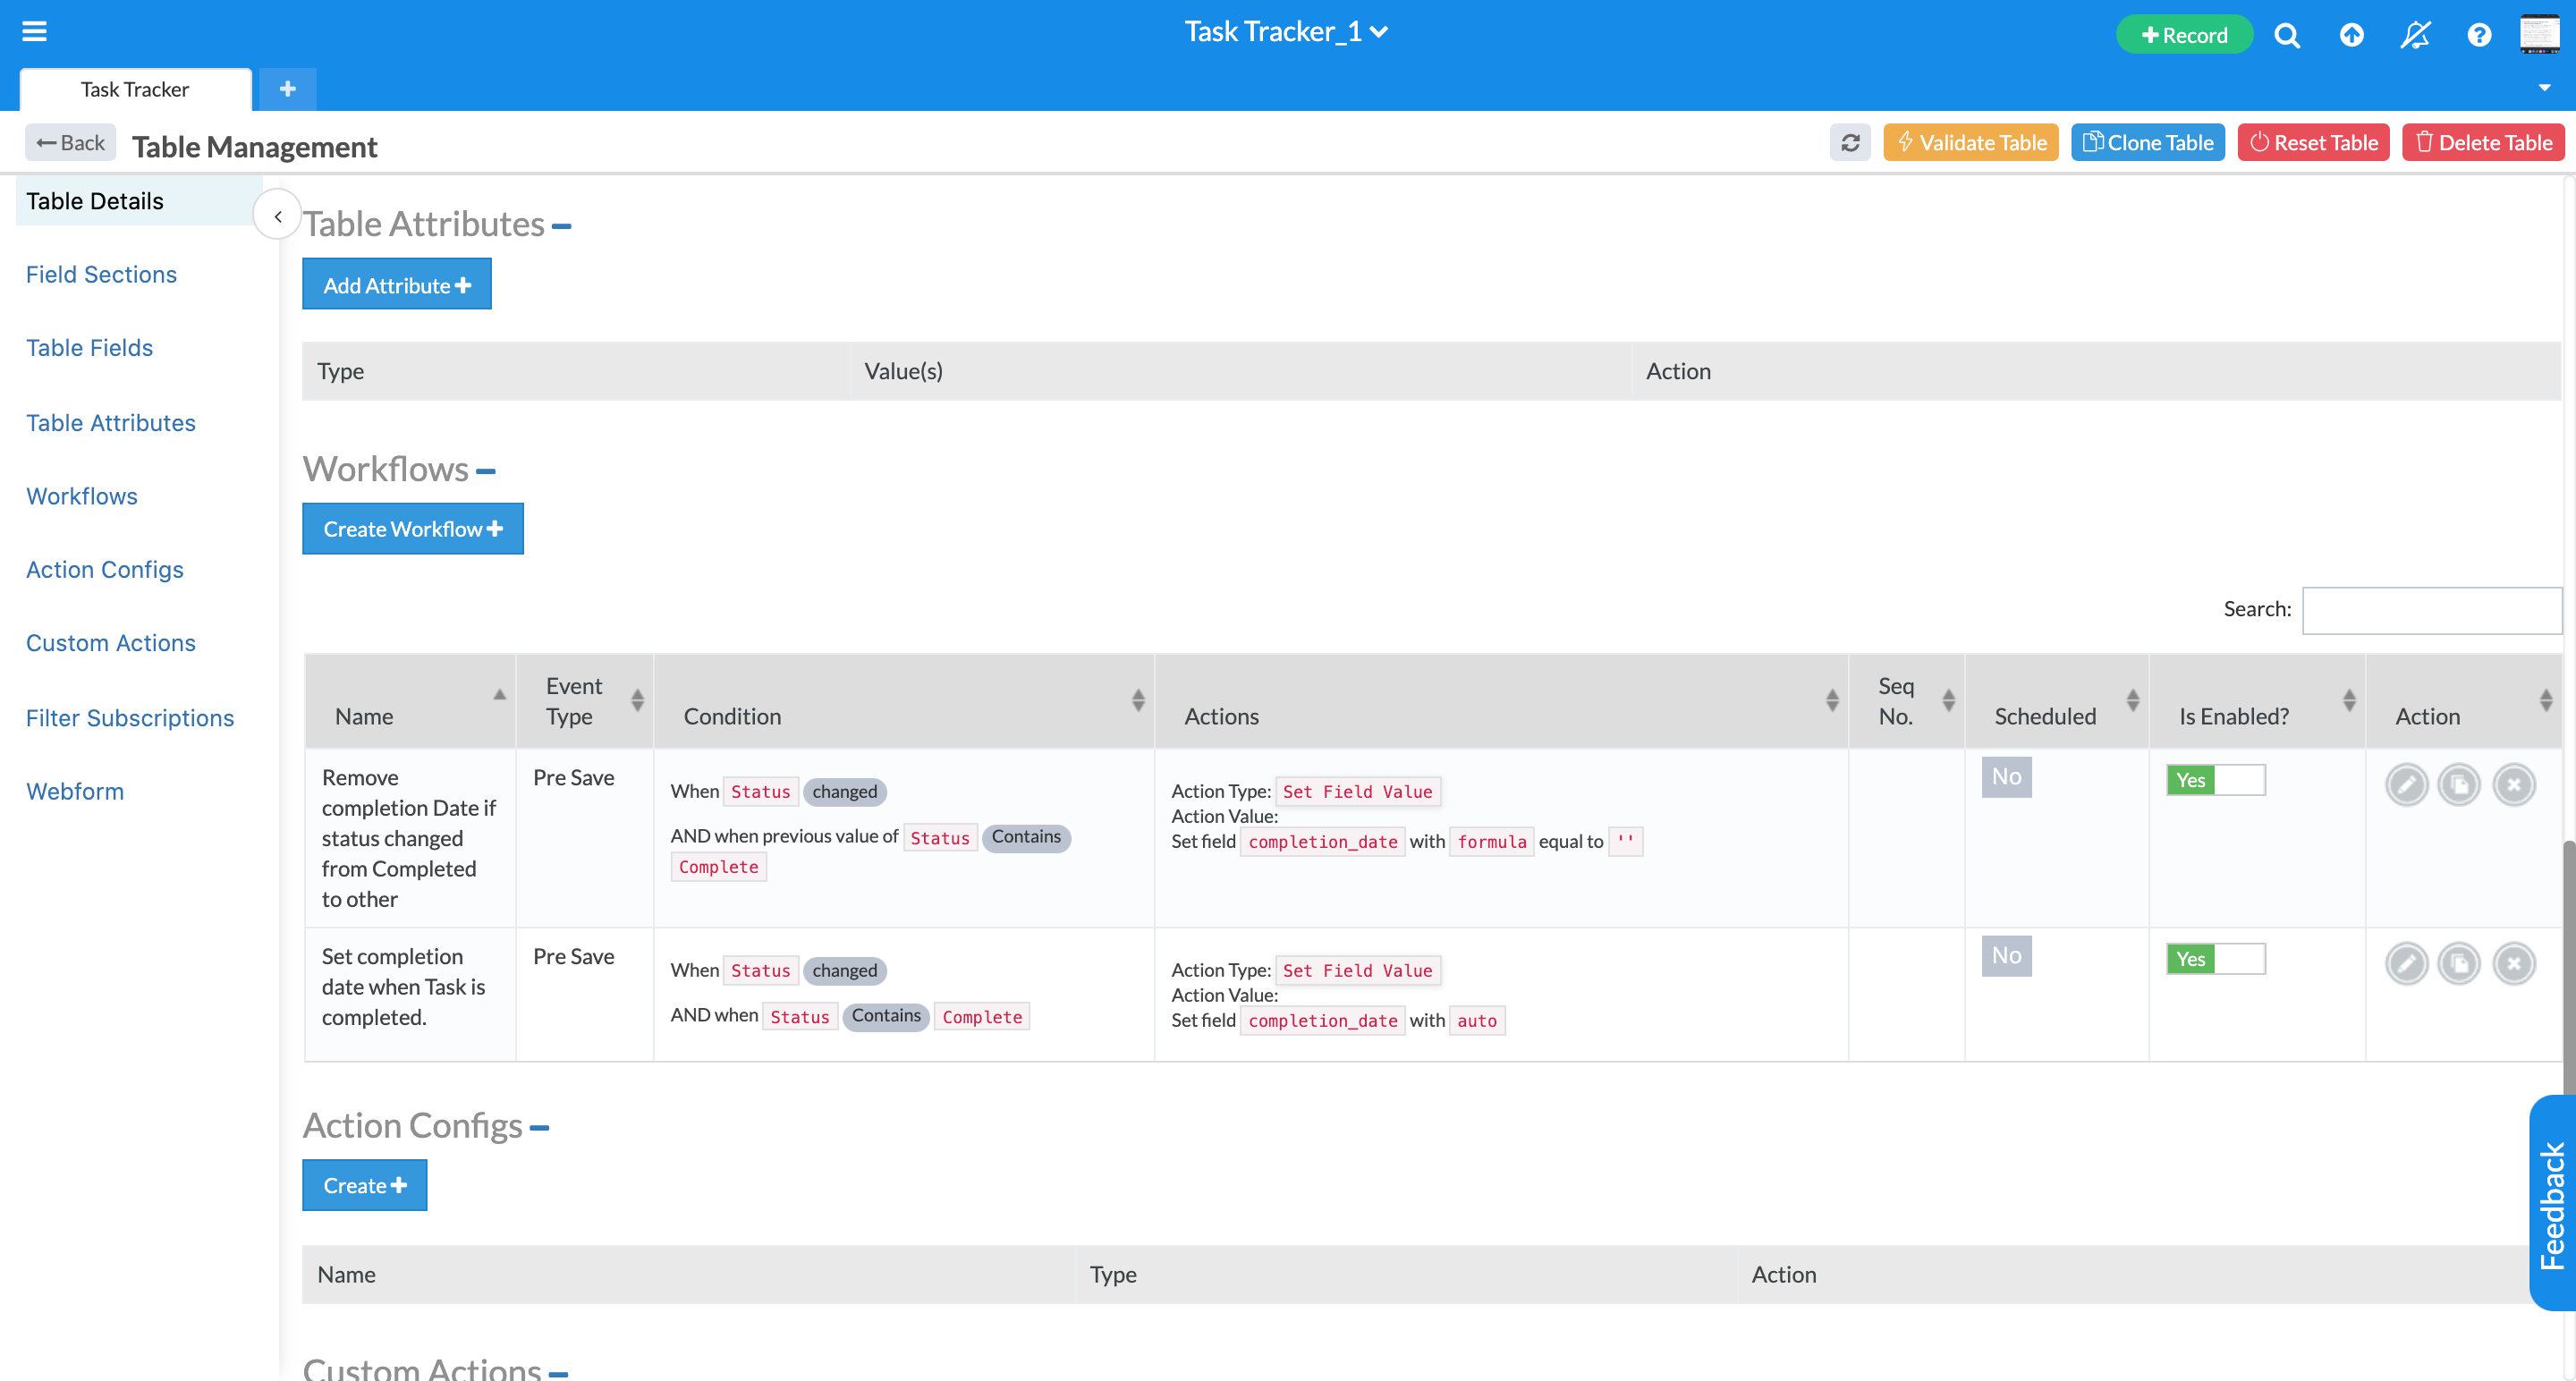 Task Tracker_1
Record
Task Tracker
Back
Table Management
Validate Table
Clone Table
Reset Table
Delete Table
Table Details
Field Sections
Table Fields
Table Attributes
Workflows
Action Configs
Custom Actions
Filter Subscriptions
Webform
Table Attributes
Add Attribute
Type Value(s) Action
Workflows
Create Workflow
Search:
Name
Event
Type
Condition
Actions
Seq
No.
Scheduled
Is Enabled?
Action
Remove
completion Date if
status changed
from Completed
to other
Pre Save
When Status changed
AND when previous value of Status Contains
Complete
Action Type: Set Field Value
Action Value:
Set field completion_date with formula equal to ''
No
Yes
Set completion
date when Task is
completed.
Pre Save
When Status changed
AND when Status Contains Complete
Action Type: Set Field Value
Action Value:
Set field completion_date with auto
No
Yes
Action Configs
Create
Name Type Action
Custom Actions
Feedback